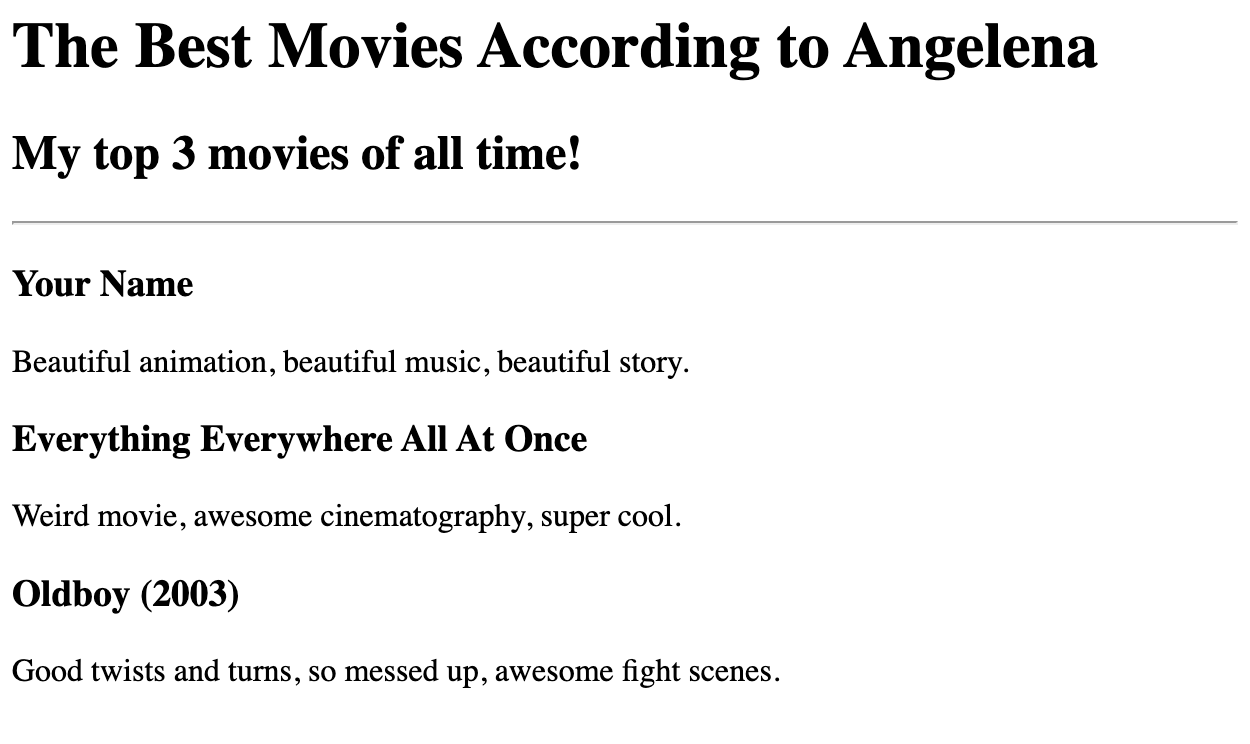 The Best Movies According to Angelena
My top 3 movies of all time!
Your Name
Beautiful animation, beautiful music, beautiful story.
Everything Everywhere All At Once
Weird movie, awesome cinematography, super cool.
Oldboy (2003)
Good twists and turns, so messed up, awesome fight scenes.